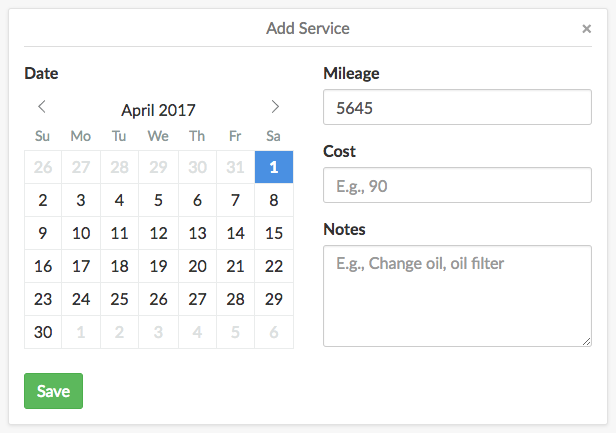 Add Service ×
Date
April 2017
Su Mo Tu We Th Fr Sa
26 27 28 29 30 31 1
2 3 4 5 6 7 8
9 10 11 12 13 14 15
16 17 18 19 20 21 22
23 24 25 26 27 28 29
30 1 2 3 4 5 6
Mileage
5645
Cost
E.g., 90
Notes
E.g., Change oil, oil filter
Save